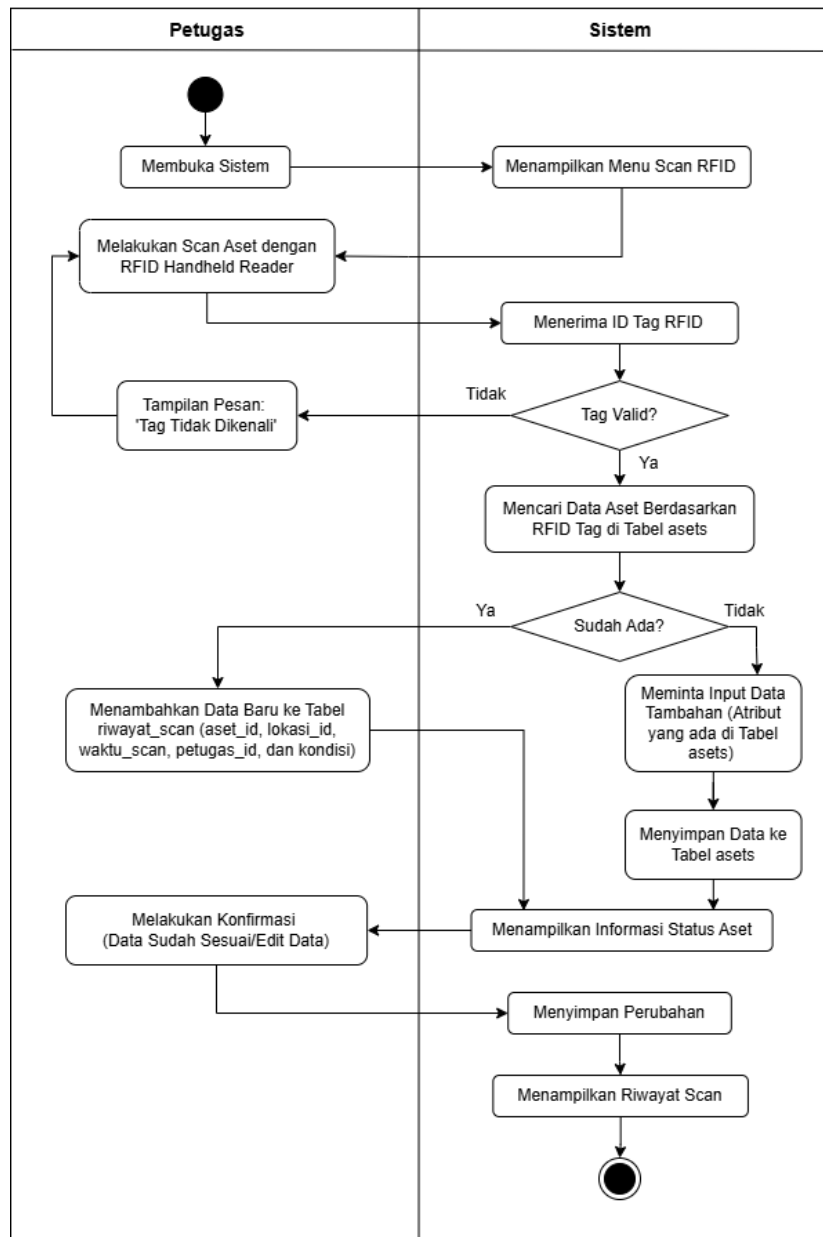 Petugas
Sistem
Membuka Sistem
Menampilkan Menu Scan RFID
Melakukan Scan Aset dengan
RFID Handheld Reader
Menerima ID Tag RFID
Tag Valid?
Tidak
Tampilan Pesan:
'Tag Tidak Dikenali'
Ya
Mencari Data Aset Berdasarkan
RFID Tag di Tabel asets
Sudah Ada?
Ya
Tidak
Menambahkan Data Baru ke Tabel
riwayat_scan (aset_id, lokasi_id,
waktu_scan, petugas_id, dan kondisi)
Meminta Input Data
Tambahan (Atribut
yang ada di Tabel
asets)
Menyimpan Data ke
Tabel asets
Menampilkan Informasi Status Aset
Melakukan Konfirmasi
(Data Sudah Sesuai/Edit Data)
Menyimpan Perubahan
Menampilkan Riwayat Scan